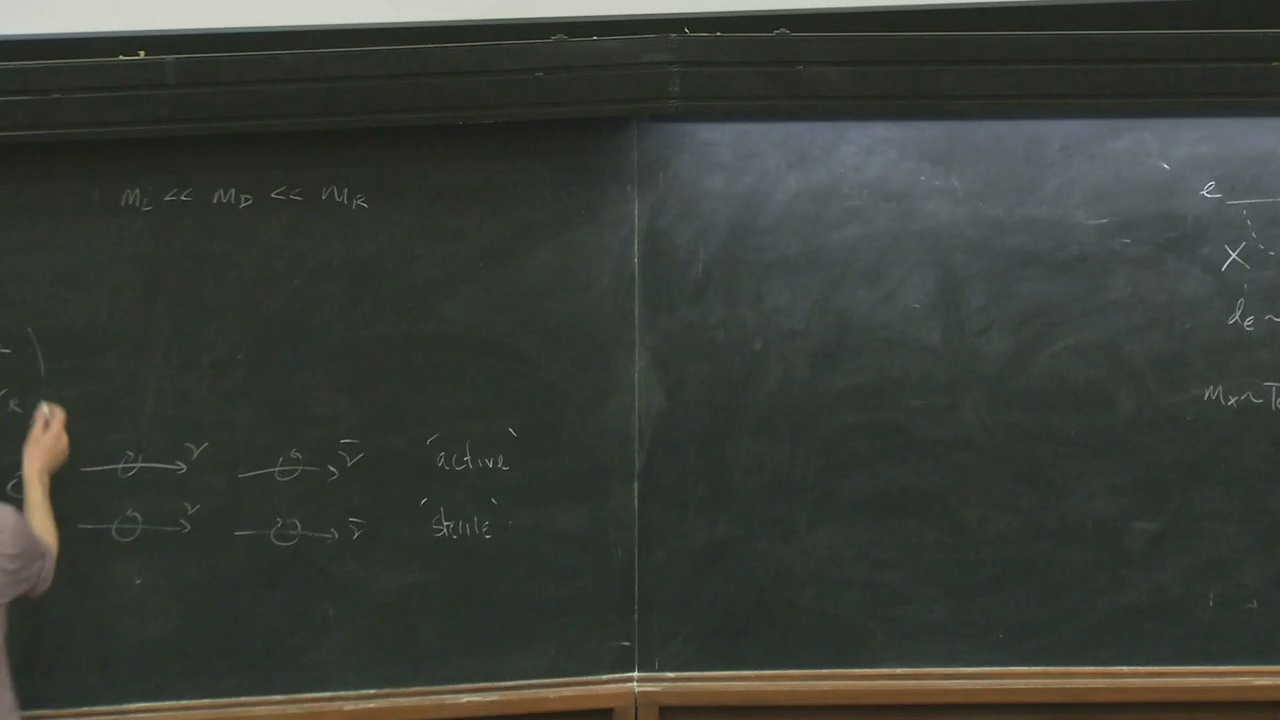 m_L << m_D << m_R
R
ν ν̄ 'active'
ν ν̄ 'sterile'
e
X
d_E ~
m_X ~ Te